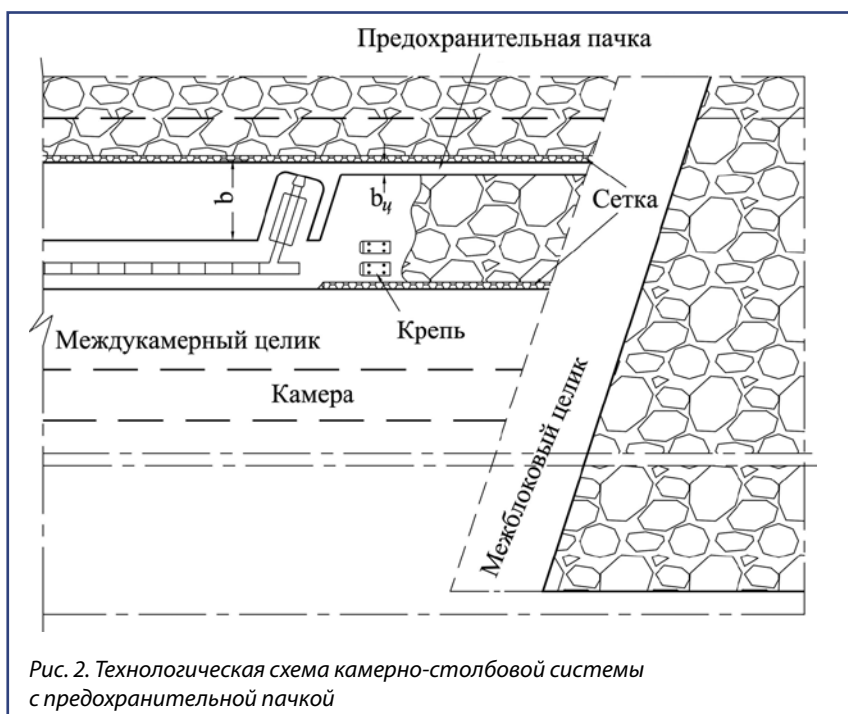 Предохранительная пачка
b
bц
Сетка
Крепь
Междукамерный целик
Камера
Межблоковый целик
Рис. 2. Технологическая схема камерно-столбовой системы
с предохранительной пачкой